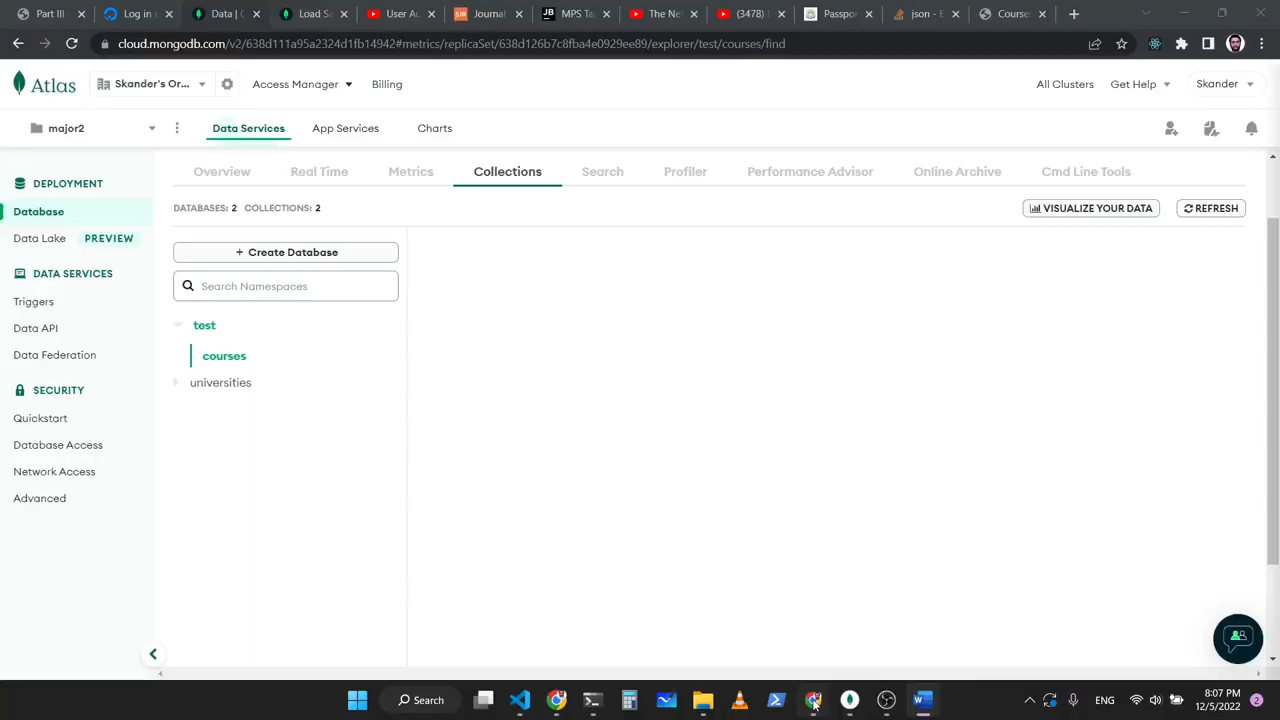 Part III
Log in
Data | C
Load Sa
User Au
Journal
MPS Ta
The Ne
(3478)
Passpo
json - E
Course
cloud.mongodb.com/v2/638d111a95a2324d1fb14942#metrics/replicaSet/638d126b7c8fba4e0929ee89/explorer/test/courses/find
Atlas
Skander's Or...
Access Manager
Billing
All Clusters
Get Help
Skander
major2
Data Services
App Services
Charts
DEPLOYMENT
Database
Data Lake PREVIEW
DATA SERVICES
Triggers
Data API
Data Federation
SECURITY
Quickstart
Database Access
Network Access
Advanced
Overview
Real Time
Metrics
Collections
Search
Profiler
Performance Advisor
Online Archive
Cmd Line Tools
DATABASES: 2 COLLECTIONS: 2
VISUALIZE YOUR DATA
REFRESH
+ Create Database
Search Namespaces
test
courses
universities
Search
ENG
8:07 PM
12/5/2022
2